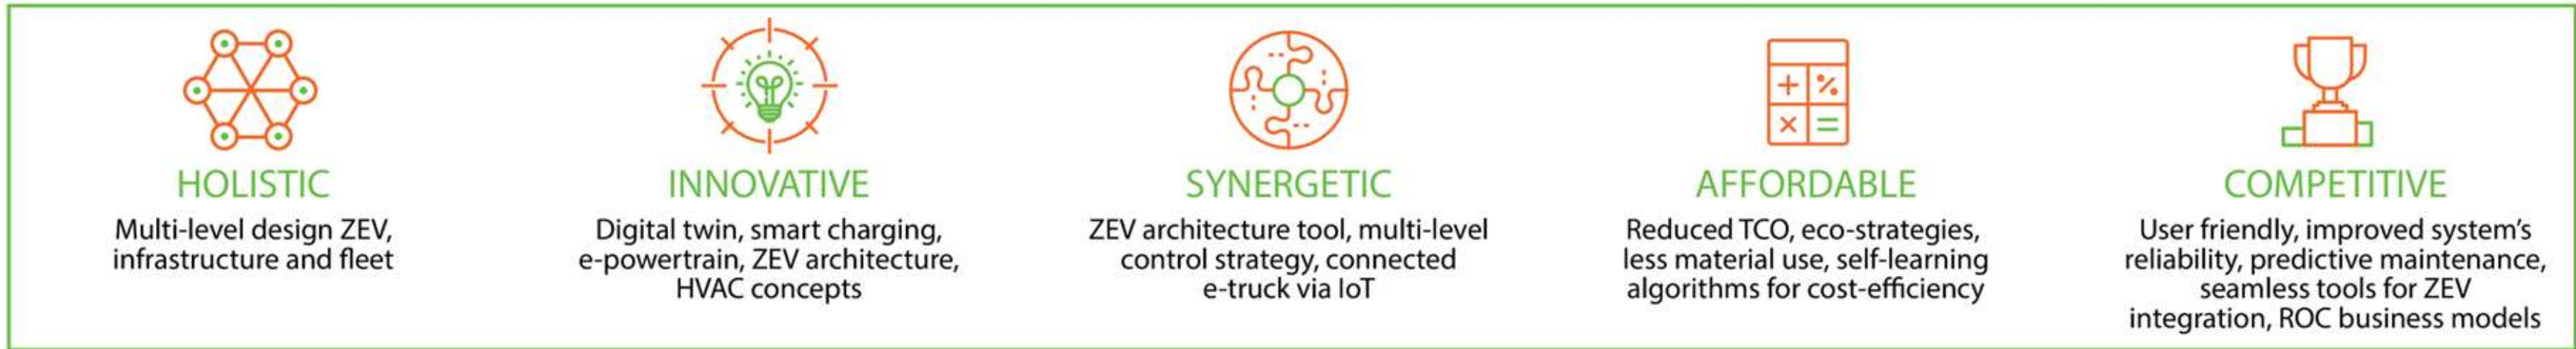 HOLISTIC
Multi-level design ZEV,
infrastructure and fleet
INNOVATIVE
Digital twin, smart charging,
e-powertrain, ZEV architecture,
HVAC concepts
SYNERGETIC
ZEV architecture tool, multi-level
control strategy, connected
e-truck via IoT
AFFORDABLE
Reduced TCO, eco-strategies,
less material use, self-learning
algorithms for cost-efficiency
COMPETITIVE
User friendly, improved system's
reliability, predictive maintenance,
seamless tools for ZEV
integration, ROC business models